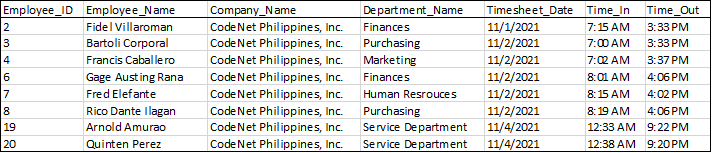 Employee_ID Employee_Name Company_Name Department_Name Timesheet_Date Time_In Time_Out
2 Fidel Villaroman CodeNet Philippines, Inc. Finances 11/1/2021 7:15 AM 3:33 PM
3 Bartoli Corporal CodeNet Philippines, Inc. Purchasing 11/2/2021 7:00 AM 3:33 PM
4 Francis Caballero CodeNet Philippines, Inc. Marketing 11/2/2021 7:02 AM 3:37 PM
6 Gage Austing Rana CodeNet Philippines, Inc. Finances 11/2/2021 8:01 AM 4:06 PM
7 Fred Elefante CodeNet Philippines, Inc. Human Resrouces 11/2/2021 8:15 AM 4:02 PM
8 Rico Dante Ilagan CodeNet Philippines, Inc. Purchasing 11/2/2021 8:19 AM 4:06 PM
19 Arnold Amurao CodeNet Philippines, Inc. Service Department 11/4/2021 12:33 AM 9:22 PM
20 Quinten Perez CodeNet Philippines, Inc. Service Department 11/4/2021 12:38 AM 9:20 PM